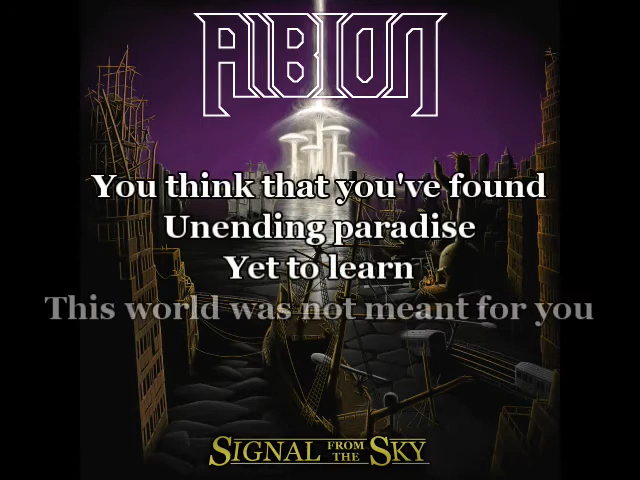 ALBION
You think that you've found
Unending paradise
Yet to learn
This world was not meant for you
SIGNAL FROM THE SKY